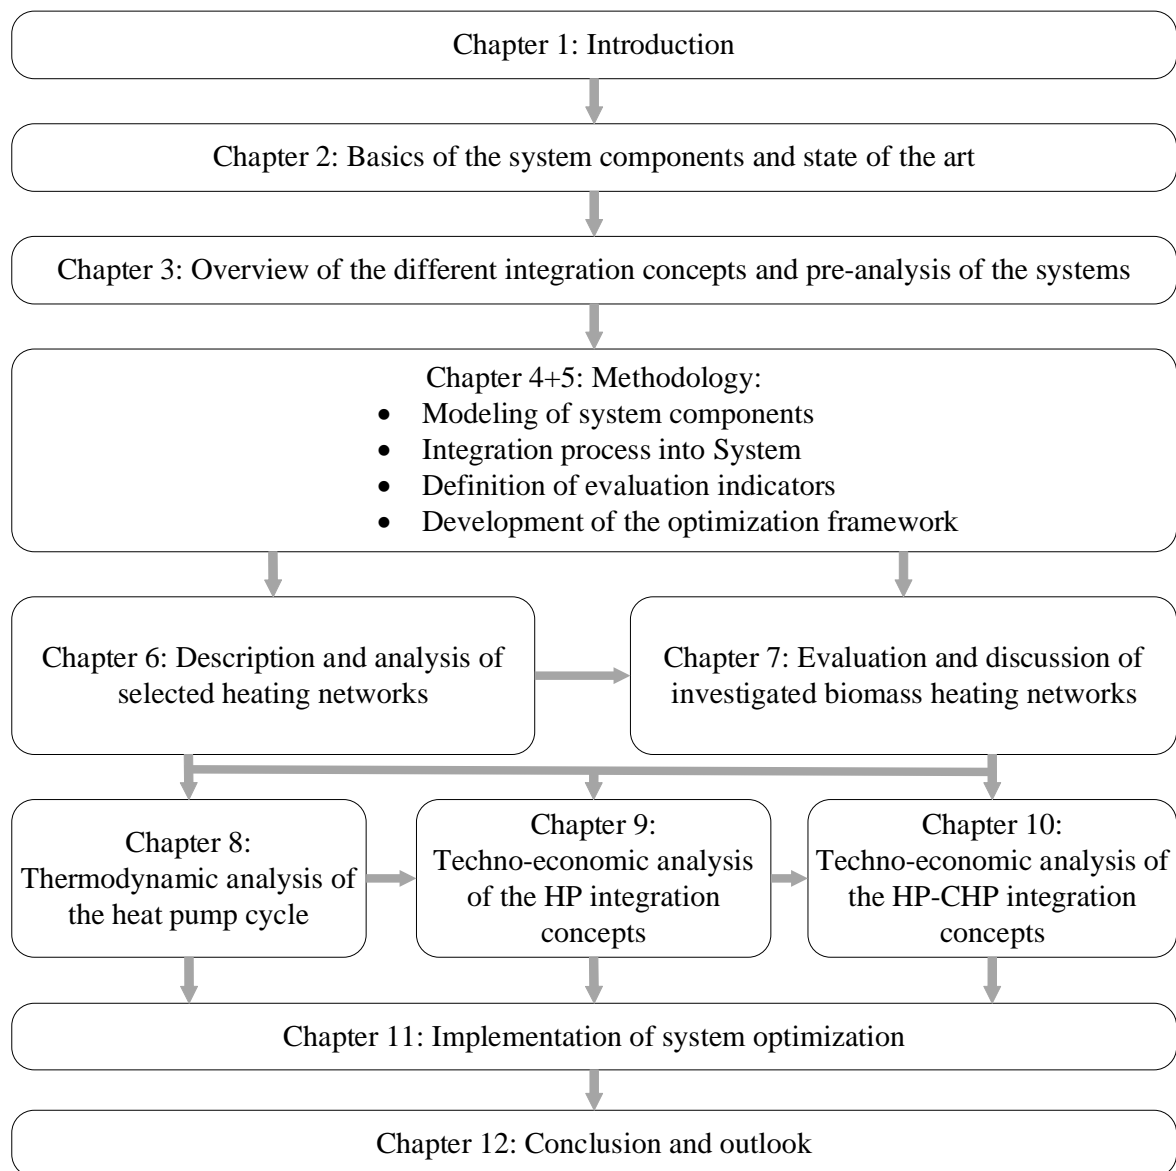 Chapter 1: Introduction
Chapter 2: Basics of the system components and state of the art
Chapter 3: Overview of the different integration concepts and pre-analysis of the systems
Chapter 4+5: Methodology:
• Modeling of system components
• Integration process into System
• Definition of evaluation indicators
• Development of the optimization framework
Chapter 6: Description and analysis of
selected heating networks
Chapter 7: Evaluation and discussion of
investigated biomass heating networks
Chapter 8:
Thermodynamic analysis of
the heat pump cycle
Chapter 9:
Techno-economic analysis
of the HP integration
concepts
Chapter 10:
Techno-economic analysis of
the HP-CHP integration
concepts
Chapter 11: Implementation of system optimization
Chapter 12: Conclusion and outlook